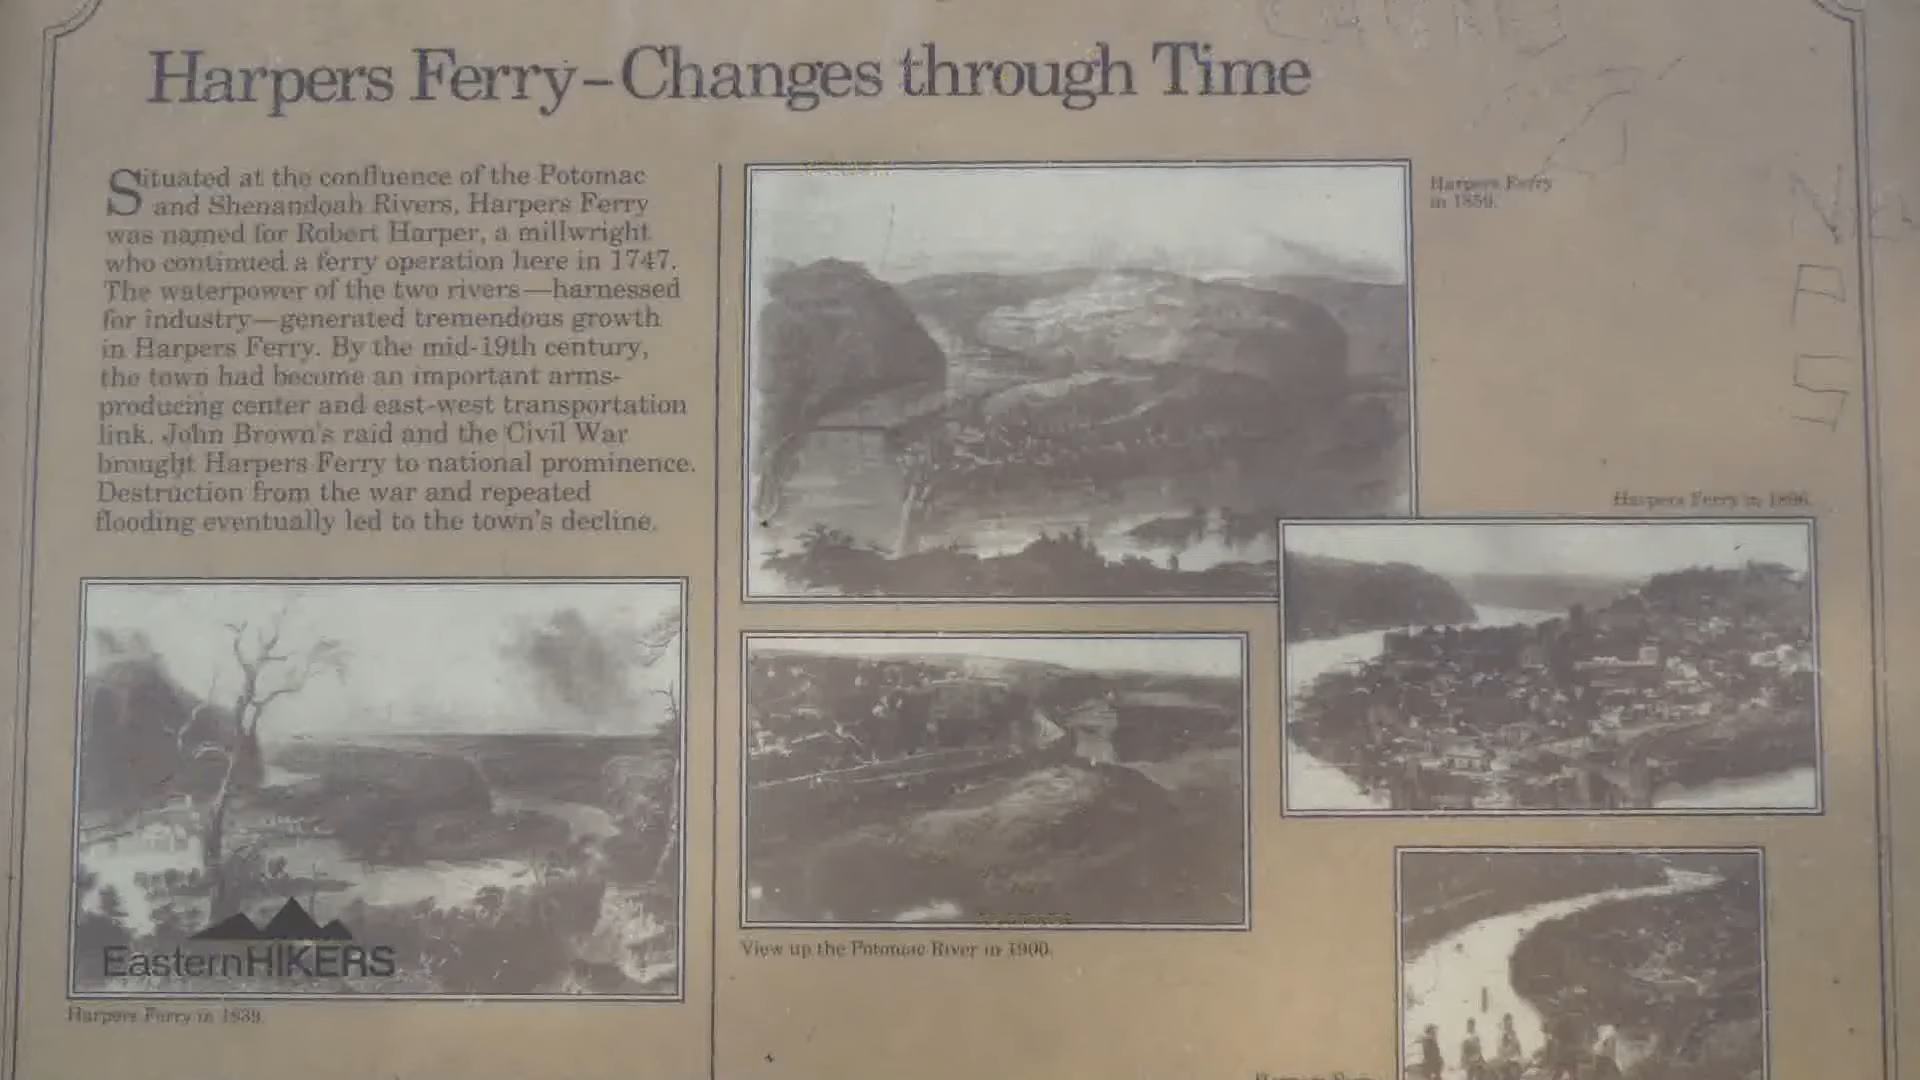 Harpers Ferry–Changes through Time
Situated at the confluence of the Potomac
and Shenandoah Rivers, Harpers Ferry
was named for Robert Harper, a millwright
who continued a ferry operation here in 1747.
The waterpower of the two rivers—harnessed
for industry—generated tremendous growth
in Harpers Ferry. By the mid-19th century,
the town had become an important arms-
producing center and east-west transportation
link. John Brown's raid and the Civil War
brought Harpers Ferry to national prominence.
Destruction from the war and repeated
flooding eventually led to the town's decline.
Harpers Ferry
in 1859.
Harpers Ferry in
View up the Potomac River in 1900.
EasternHIKERS
Harpers Ferry in 1839.